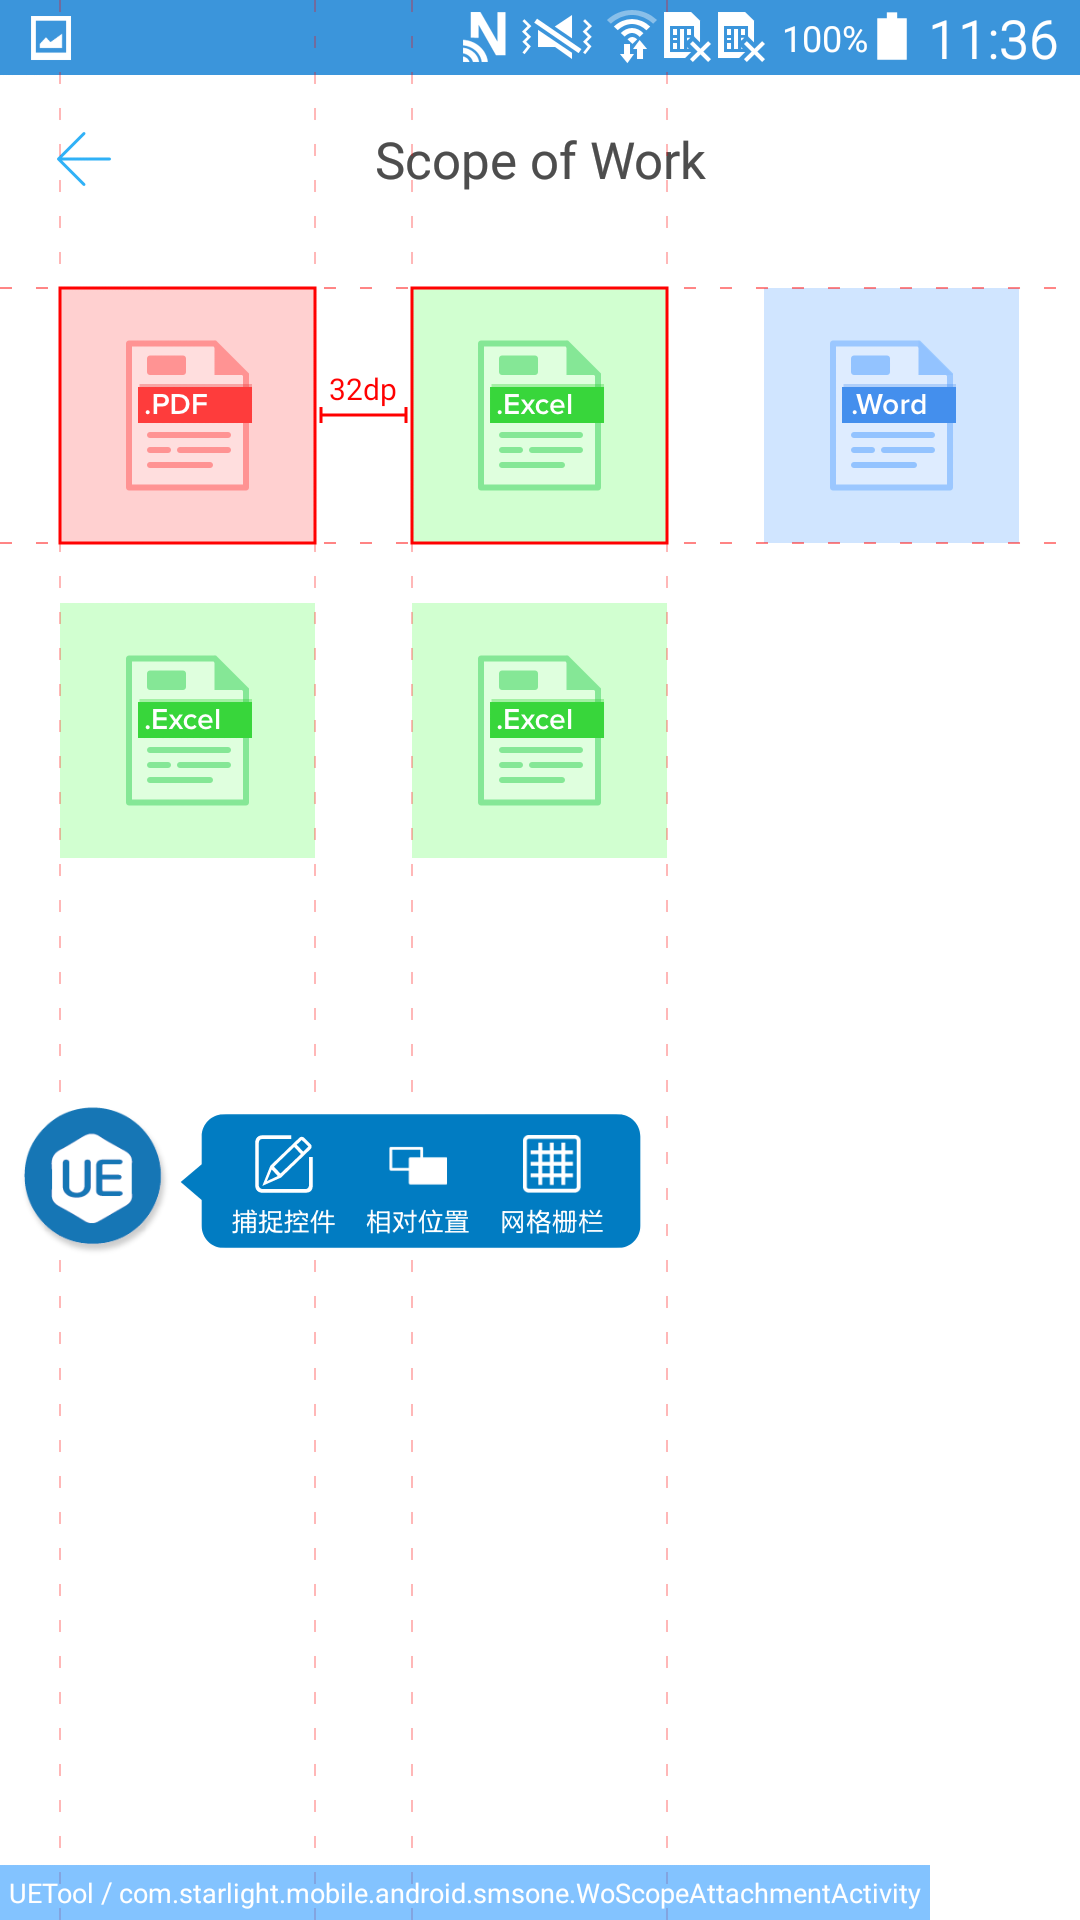 100% 11:36
Scope of Work
.PDF
32dp
.Excel
.Word
.Excel
.Excel
UE
捕捉控件 相对位置 网格栅栏
UETool / com.starlight.mobile.android.smsone.WoScopeAttachmentActivity